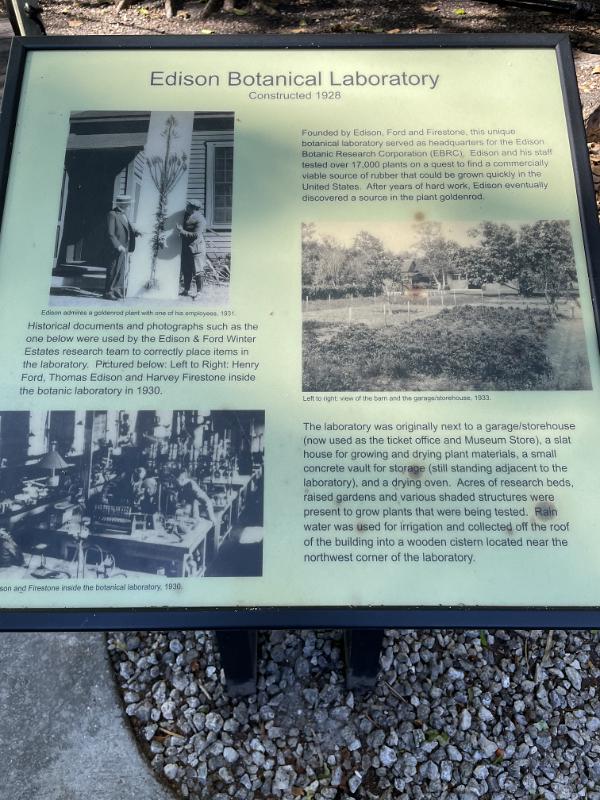 Edison Botanical Laboratory
Constructed 1928
Edison admires a goldenrod plant with one of his employees, 1931.
Historical documents and photographs such as the
one below were used by the Edison & Ford Winter
Estates research team to correctly place items in
the laboratory. Pictured below: Left to Right: Henry
Ford, Thomas Edison and Harvey Firestone inside
the botanic laboratory in 1930.
son and Firestone inside the botanical laboratory, 1930.
Founded by Edison, Ford and Firestone, this unique
botanical laboratory served as headquarters for the Edison
Botanic Research Corporation (EBRC). Edison and his staff
tested over 17,000 plants on a quest to find a commercially
viable source of rubber that could be grown quickly in the
United States. After years of hard work, Edison eventually
discovered a source in the plant goldenrod.
Left to right: view of the barn and the garage/storehouse, 1933.
The laboratory was originally next to a garage/storehouse
(now used as the ticket office and Museum Store), a slat
house for growing and drying plant materials, a small
concrete vault for storage (still standing adjacent to the
laboratory), and a drying oven. Acres of research beds,
raised gardens and various shaded structures were
present to grow plants that were being tested. Rain
water was used for irrigation and collected off the roof
of the building into a wooden cistern located near the
northwest corner of the laboratory.